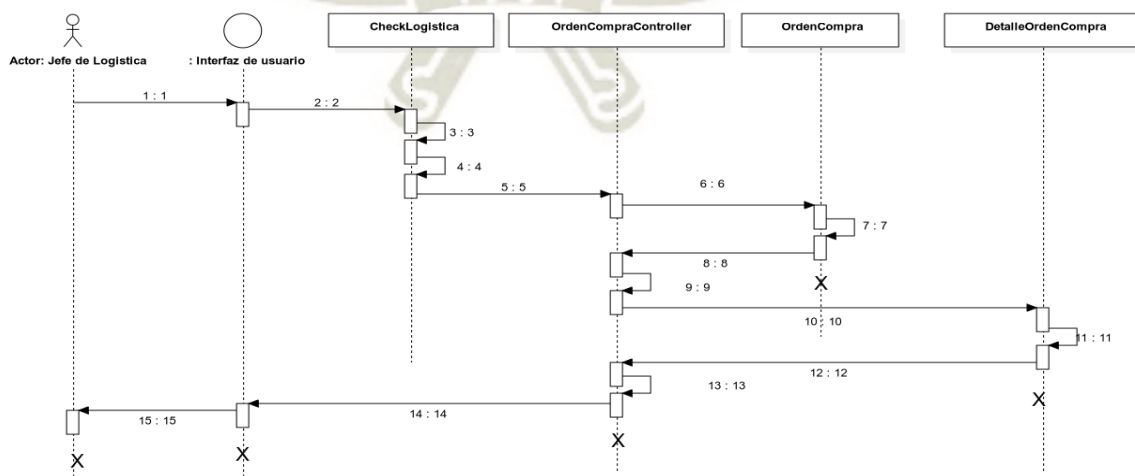 CheckLogistica
OrdenCompraController
OrdenCompra
DetalleOrdenCompra
Actor: Jefe de Logistica
: Interfaz de usuario
1 : 1
2 : 2
3 : 3
4 : 4
5 : 5
6 : 6
7 : 7
8 : 8
9 : 9
10 : 10
11 : 11
12 : 12
13 : 13
14 : 14
15 : 15